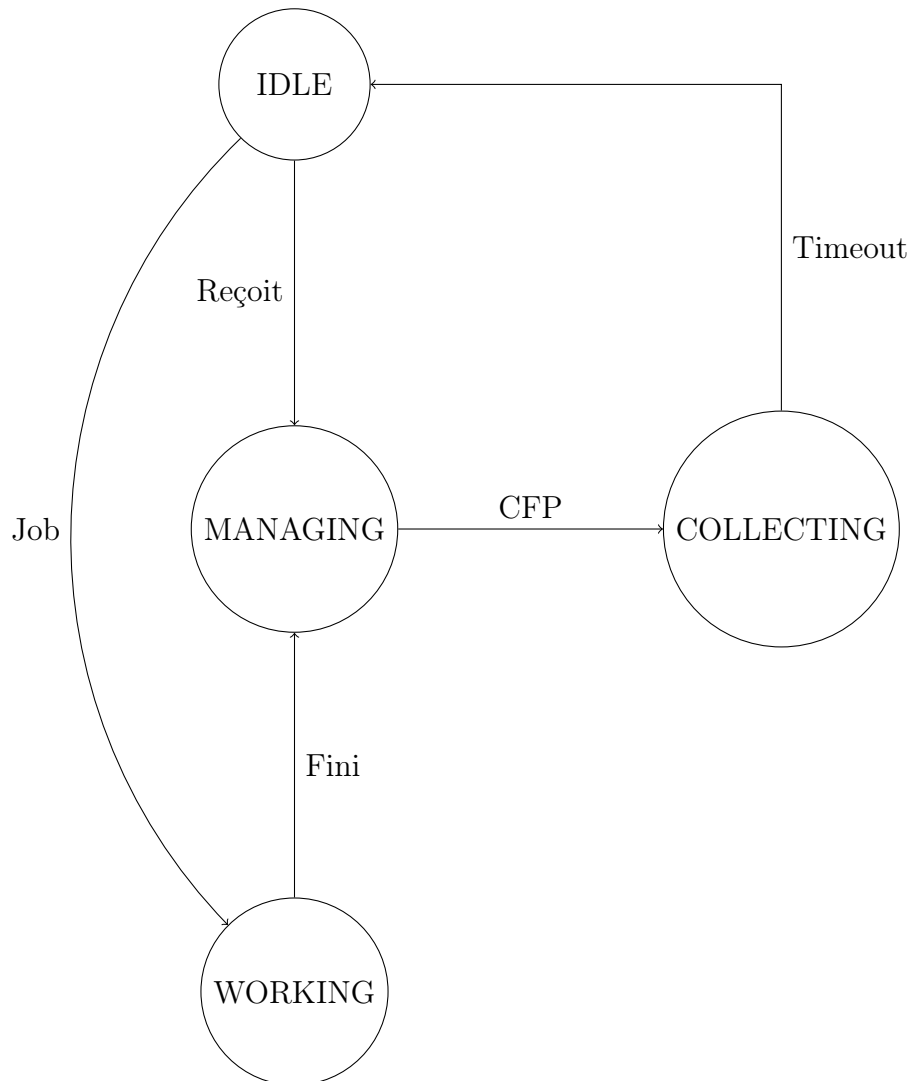 IDLE
Timeout
Reçoit
CFP
Job
MANAGING
COLLECTING
Fini
WORKING